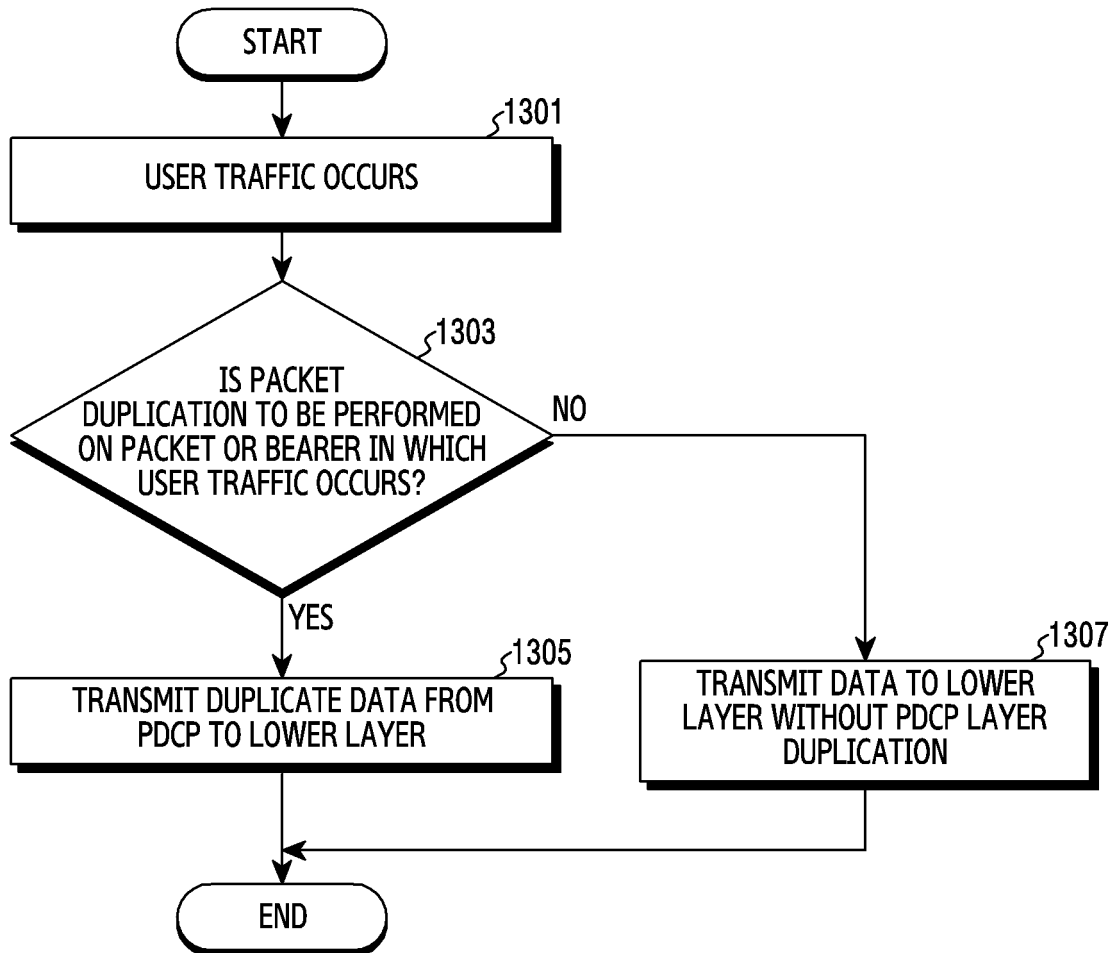 START
1301
USER TRAFFIC OCCURS
1303
IS PACKET
DUPLICATION TO BE PERFORMED
ON PACKET OR BEARER IN WHICH
USER TRAFFIC OCCURS?
NO
YES
1305
TRANSMIT DUPLICATE DATA FROM
PDCP TO LOWER LAYER
1307
TRANSMIT DATA TO LOWER
LAYER WITHOUT PDCP LAYER
DUPLICATION
END